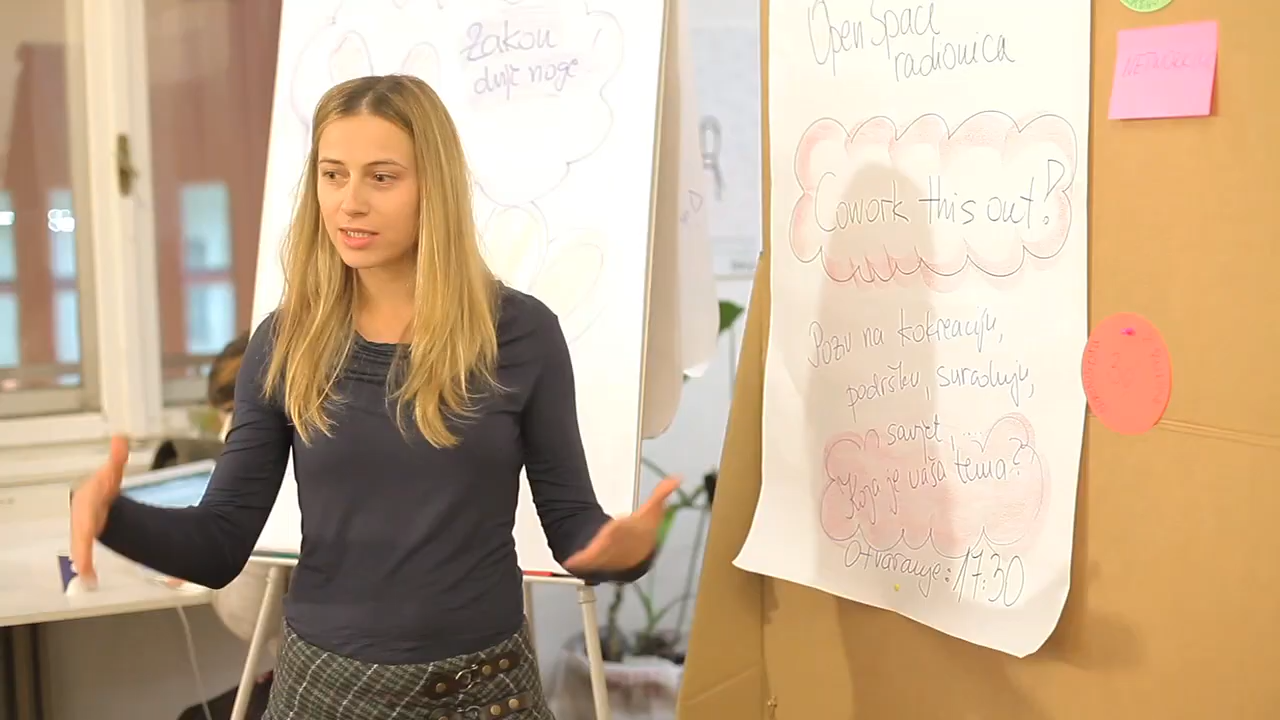 Zakon
dvije noge
Open Space
radionica
Cowork this out!
Poziv na kokreaciju,
podršku, suradnju,
savjet ...
Koja je vaša tema?
Otvaranje: 17:30
NETWORKING